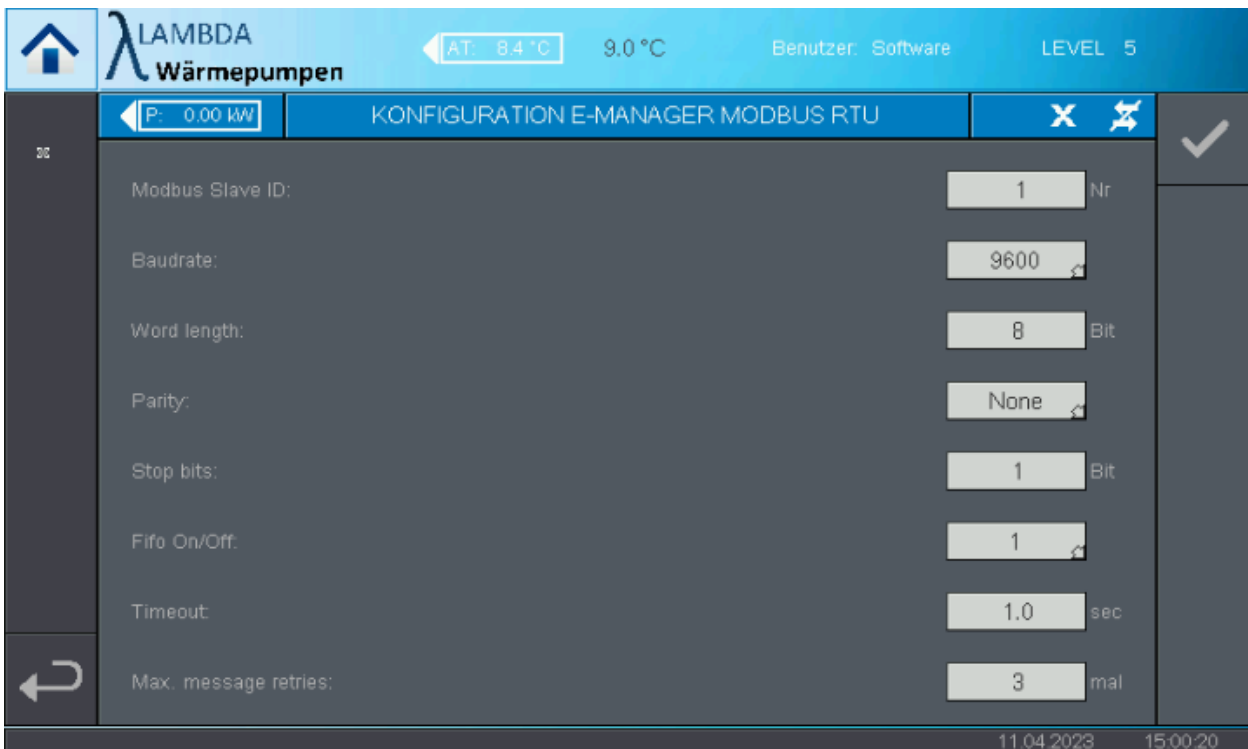 LAMBDA
Wärmepumpen
AT: 8.4 °C
9.0 °C
Benutzer: Software
LEVEL 5
P: 0.00 kW
KONFIGURATION E-MANAGER MODBUS RTU
Modbus Slave ID: 1 Nr
Baudrate: 9600
Word length: 8 Bit
Parity: None
Stop bits: 1 Bit
Fifo On/Off: 1
Timeout: 1.0 sec
Max. message retries: 3 mal
11.04.2023 15:00:20